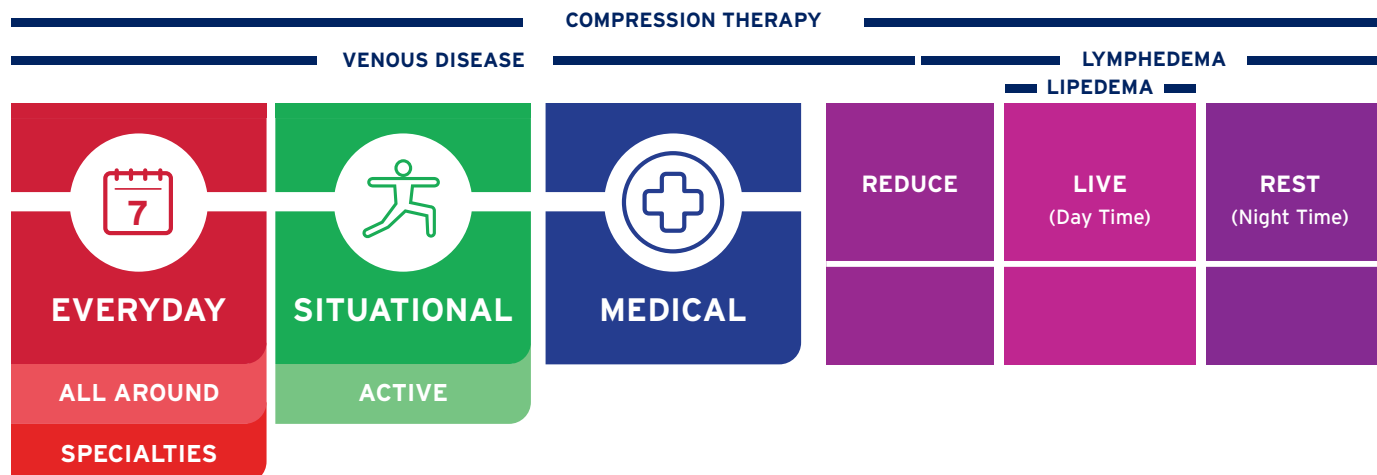 COMPRESSION THERAPY
VENOUS DISEASE
LYMPHEDEMA
LIPEDEMA
7
EVERYDAY
ALL AROUND
SPECIALTIES
SITUATIONAL
ACTIVE
MEDICAL
REDUCE
LIVE
(Day Time)
REST
(Night Time)